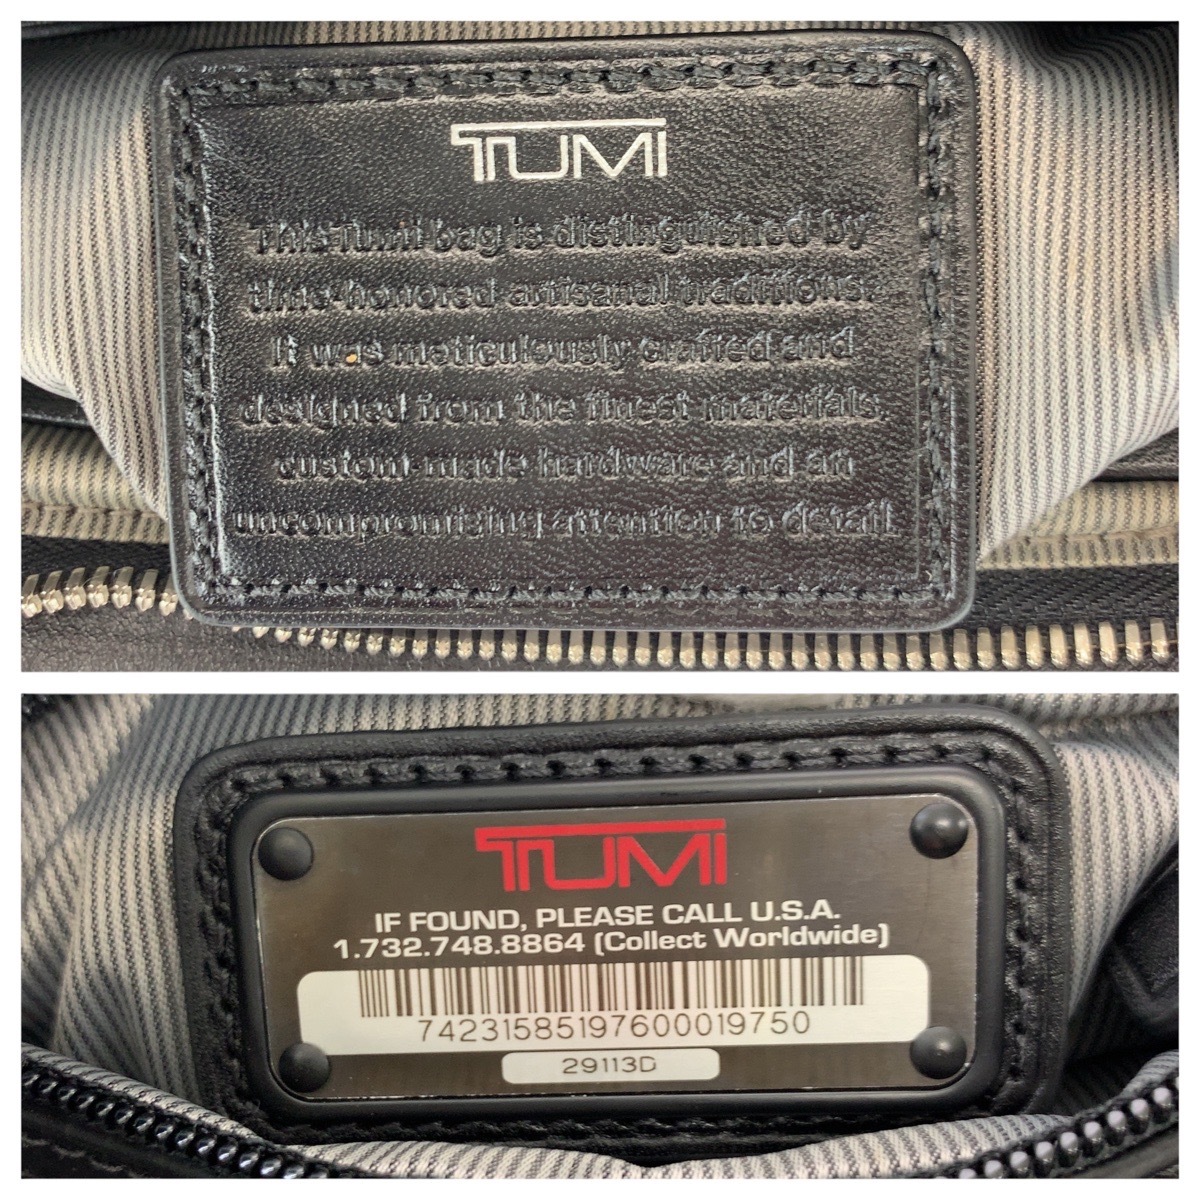 TUMI
This Tumi bag is distinguished by
time-honored artisanal traditions.
It was meticulously crafted and
designed from the finest materials,
custom-made hardware and an
uncompromising attention to detail.
TUMI
IF FOUND, PLEASE CALL U.S.A.
1.732.748.8864 (Collect Worldwide)
74231585197600019750
29113D